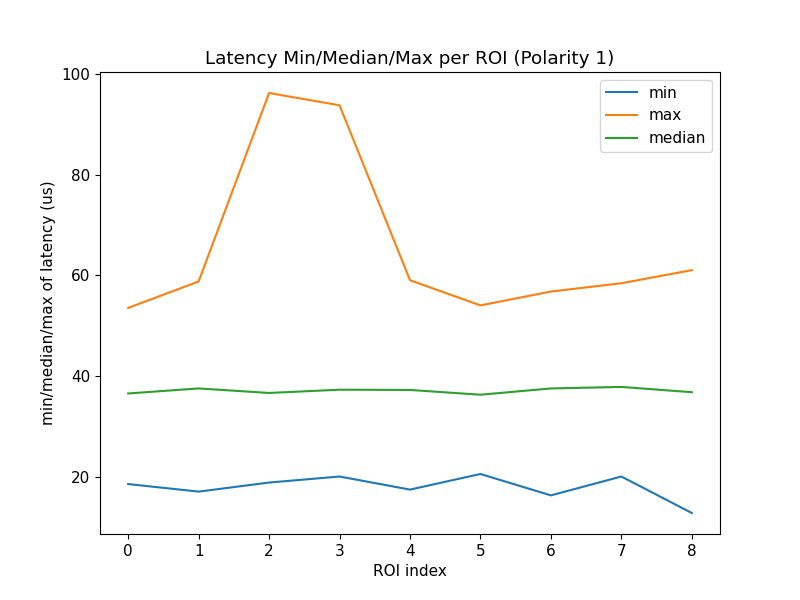 Latency Min/Median/Max per ROI (Polarity 1)
min
max
median
min/median/max of latency (us)
100
80
60
40
20
0 1 2 3 4 5 6 7 8
ROI index